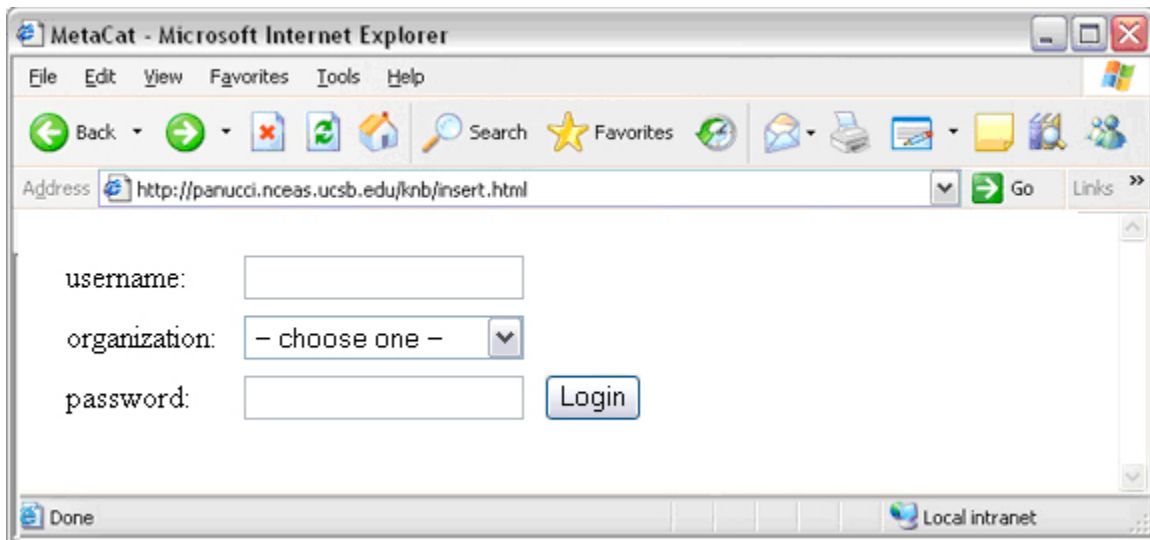 MetaCat - Microsoft Internet Explorer
File Edit View Favorites Tools Help
Back Search Favorites
Address http://panucci.nceas.ucsb.edu/knb/insert.html Go Links »
username:
organization: – choose one –
password: Login
Done Local intranet